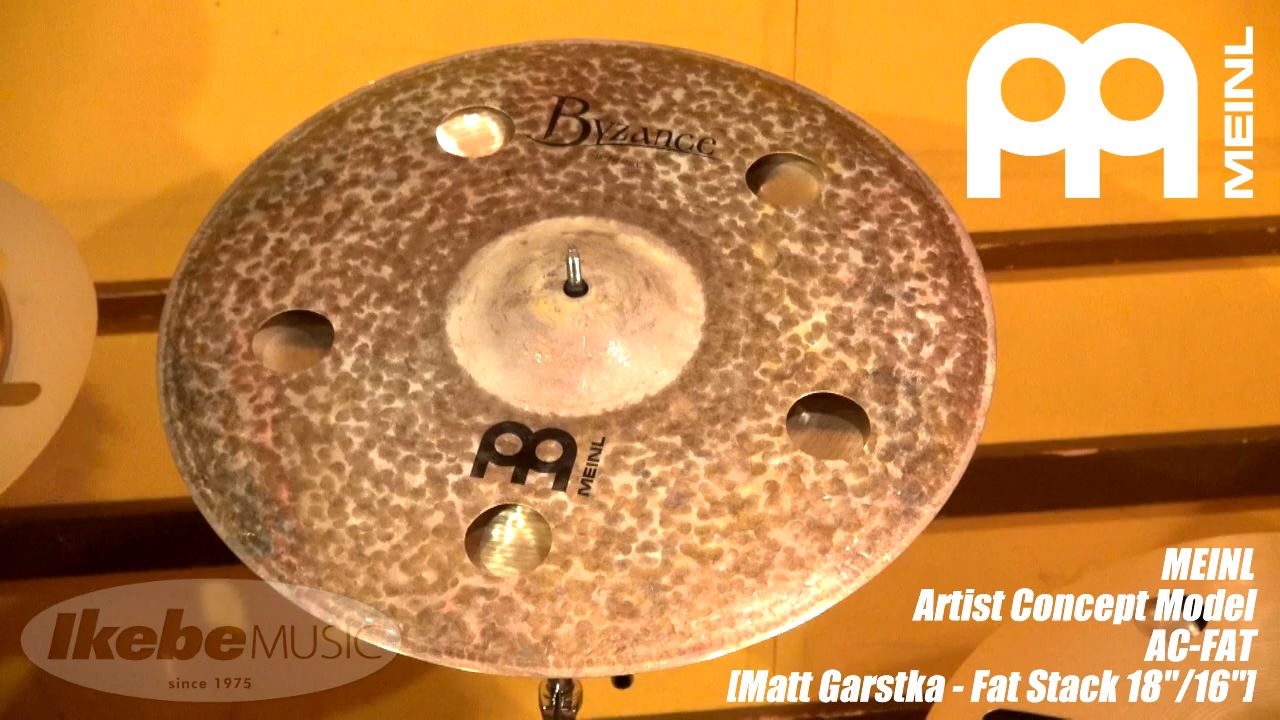 MEINL
Byzance
MEINL
MEINL
Artist Concept Model
AC-FAT
[Matt Garstka - Fat Stack 18"/16"]
Ikebe MUSIC
since 1975